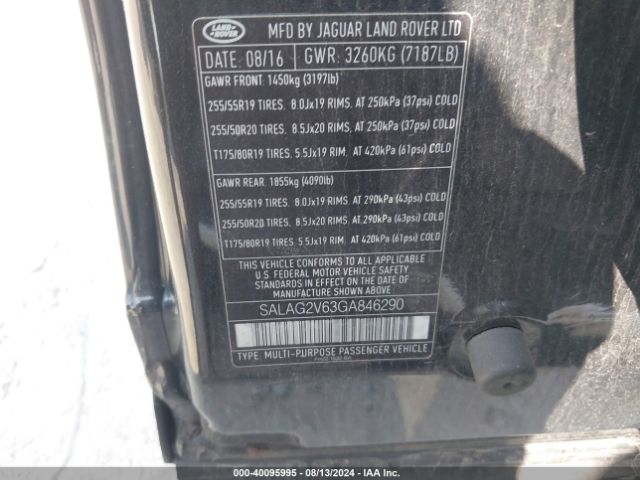 LAND ROVER
MFD BY JAGUAR LAND ROVER LTD
DATE: 08/16 GWR: 3260KG (7187LB)
GAWR FRONT: 1450kg (3197lb)
255/55R19 TIRES. 8.0Jx19 RIMS. AT 250kPa (37psi) COLD
255/50R20 TIRES. 8.5Jx20 RIMS. AT 250kPa (37psi) COLD
T175/80R19 TIRES. 5.5Jx19 RIM. AT 420kPa (61psi) COLD
GAWR REAR: 1855kg (4090lb)
255/55R19 TIRES. 8.0Jx19 RIMS. AT 290kPa (43psi) COLD
255/50R20 TIRES. 8.5Jx20 RIMS. AT 290kPa (43psi) COLD
T175/80R19 TIRES 5.5Jx19 RIM. AT 420kPa (61psi) COLD
THIS VEHICLE CONFORMS TO ALL APPLICABLE
U.S. FEDERAL MOTOR VEHICLE SAFETY
STANDARDS IN EFFECT ON THE DATE OF
MANUFACTURE SHOWN ABOVE.
SALAG2V63GA846290
TYPE: MULTI-PURPOSE PASSENGER VEHICLE
000-40095995 - 08/13/2024 - IAA Inc.